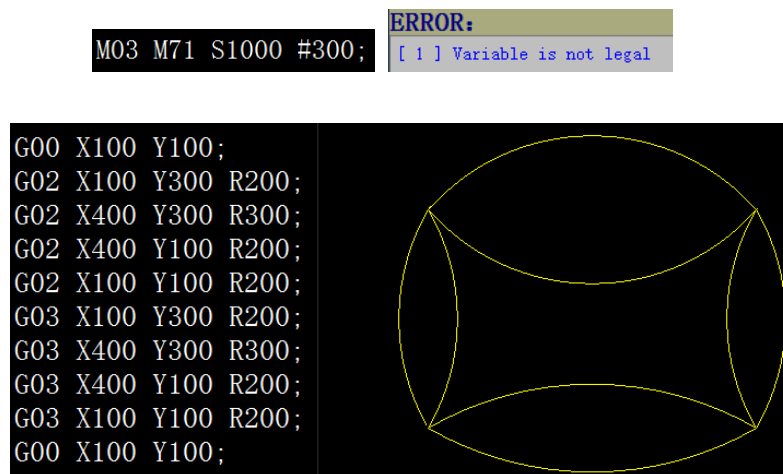 M03 M71 S1000 #300;
ERROR:
[ 1 ] Variable is not legal
G00 X100 Y100;
G02 X100 Y300 R200;
G02 X400 Y300 R300;
G02 X400 Y100 R200;
G02 X100 Y100 R200;
G03 X100 Y300 R200;
G03 X400 Y300 R300;
G03 X400 Y100 R200;
G03 X100 Y100 R200;
G00 X100 Y100;